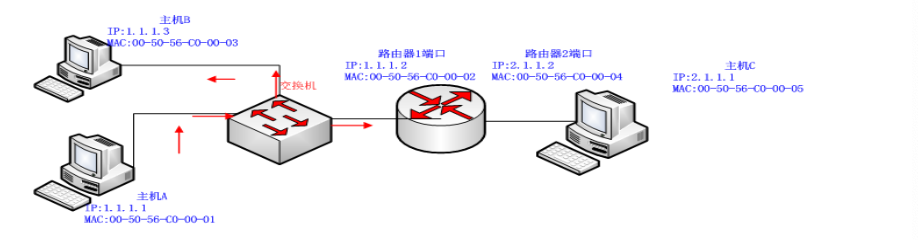 主机B
IP:1.1.1.3
MAC:00-50-56-C0-00-03
交换机
路由器1端口
IP:1.1.1.2
MAC:00-50-56-C0-00-02
路由器2端口
IP:2.1.1.2
MAC:00-50-56-C0-00-04
主机C
IP:2.1.1.1
MAC:00-50-56-C0-00-05
主机A
IP:1.1.1.1
MAC:00-50-56-C0-00-01